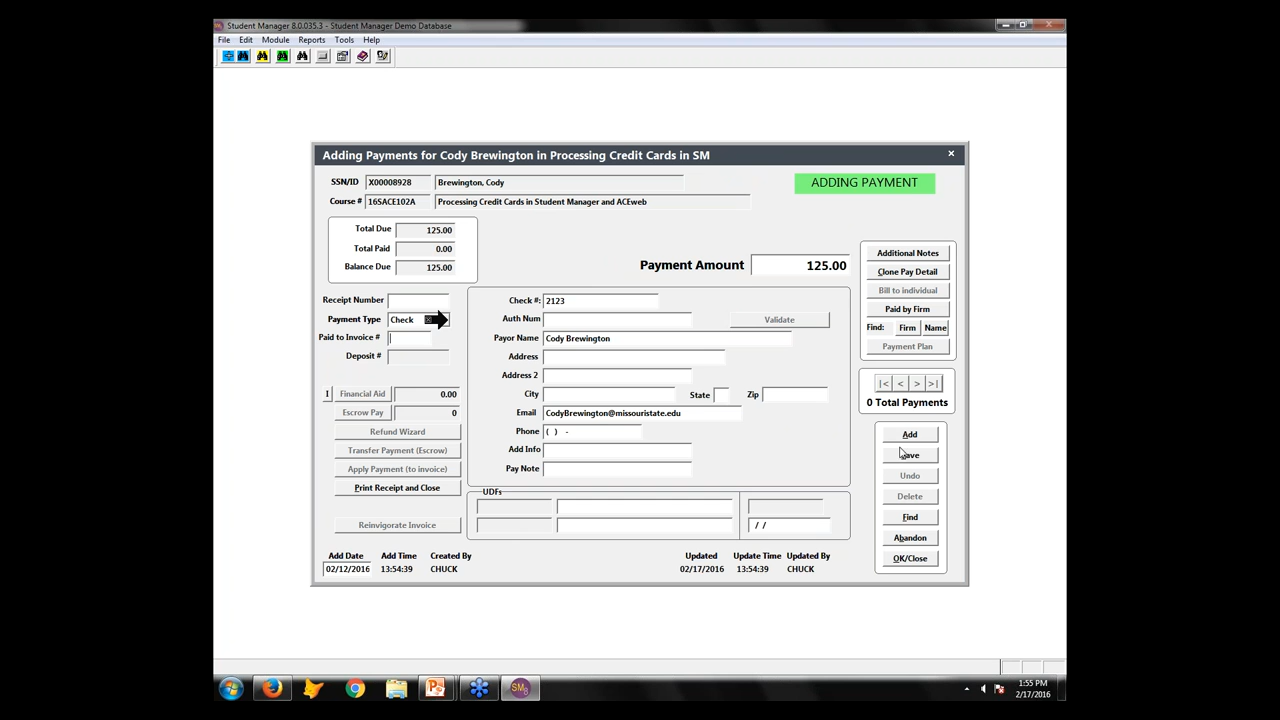 Student Manager 8.0.035.3 - Student Manager Demo Database
File Edit Module Reports Tools Help
Adding Payments for Cody Brewington in Processing Credit Cards in SM
SSN/ID X00008928 Brewington, Cody
ADDING PAYMENT
Course # 16SACE102A Processing Credit Cards in Student Manager and ACEweb
Total Due 125.00
Total Paid 0.00
Balance Due 125.00
Payment Amount 125.00
Additional Notes
Clone Pay Detail
Bill to individual
Paid by Firm
Find: Firm Name
Payment Plan
Receipt Number
Payment Type Check
Paid to Invoice #
Deposit #
Check #: 2123
Auth Num
Validate
Payor Name Cody Brewington
Address
Address 2
City State Zip
Email CodyBrewington@missouristate.edu
Phone ( ) -
Add Info
Pay Note
I Financial Aid 0.00
Escrow Pay 0
Refund Wizard
Transfer Payment (Escrow)
Apply Payment (to invoice)
Print Receipt and Close
Reinvigorate Invoice
UDFs
/ /
|< < > >|
0 Total Payments
Add
Undo
Delete
Find
Abandon
OK/Close
Add Date Add Time Created By Updated Update Time Updated By
02/12/2016 13:54:39 CHUCK 02/17/2016 13:54:39 CHUCK
SM8
1:55 PM
2/17/2016